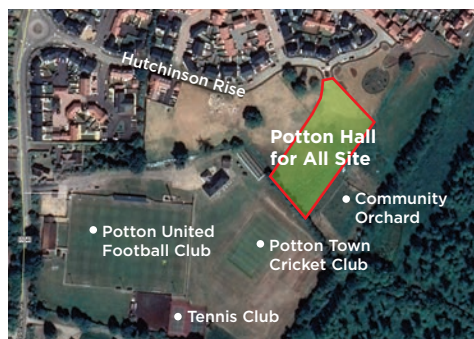 Hutchinson Rise
Potton Hall
for All Site
Community
Orchard
Potton United
Football Club
Potton Town
Cricket Club
Tennis Club